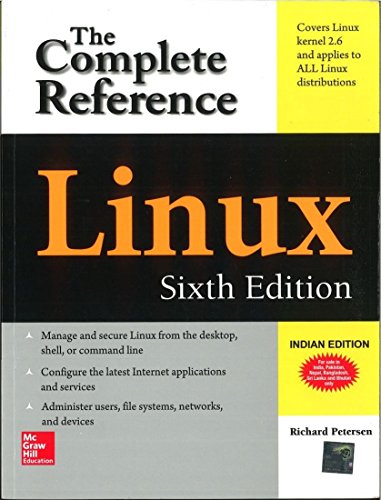 The
Complete
Reference
Covers Linux
kernel 2.6
and applies to
ALL Linux
distributions
Linux
Sixth Edition
Manage and secure Linux from the desktop,
shell, or command line
Configure the latest Internet applications
and services
Administer users, file systems, networks,
and devices
INDIAN EDITION
For sale in
India, Pakistan,
Nepal, Bangladesh,
Sri Lanka and Bhutan
only
Mc
Graw
Hill
Education
Richard Petersen